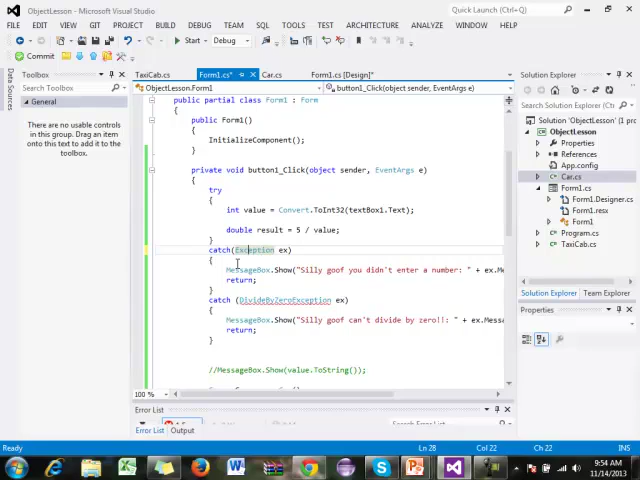 ObjectLesson - Microsoft Visual Studio
Quick Launch (Ctrl+Q)
FILE EDIT VIEW GIT PROJECT BUILD DEBUG TEAM SQL TOOLS TEST ARCHITECTURE ANALYZE WINDOW
Start Debug
Commit
Data Sources
Toolbox
Search Toolbox
General
There are no usable controls
in this group. Drag an item
onto this text to add it to the
toolbox.
TaxiCab.cs Form1.cs* Car.cs Form1.cs [Design]*
ObjectLesson.Form1 button1_Click(object sender, EventArgs e)
public partial class Form1 : Form
{
public Form1()
{
InitializeComponent();
}
private void button1_Click(object sender, EventArgs e)
{
try
{
int value = Convert.ToInt32(textBox1.Text);
double result = 5 / value;
}
catch(Exception ex)
{
MessageBox.Show("Silly goof you didn't enter a number: " + ex.Me
return;
}
catch (DivideByZeroException ex)
{
MessageBox.Show("Silly goof can't divide by zero!!: " + ex.Messa
return;
}
//MessageBox.Show(value.ToString());
100 %
Error List
Error List Output
Solution Explorer
Search Solution Explorer
ObjectLesson
Properties
References
App.config
Car.cs
Form1.cs
Form1.Designer.cs
Form1.resx
Form1
Program.cs
TaxiCab.cs
Solution Explorer Team Explorer
Properties
Ready Ln 28 Col 22 Ch 22 INS
9:54 AM
11/14/2013